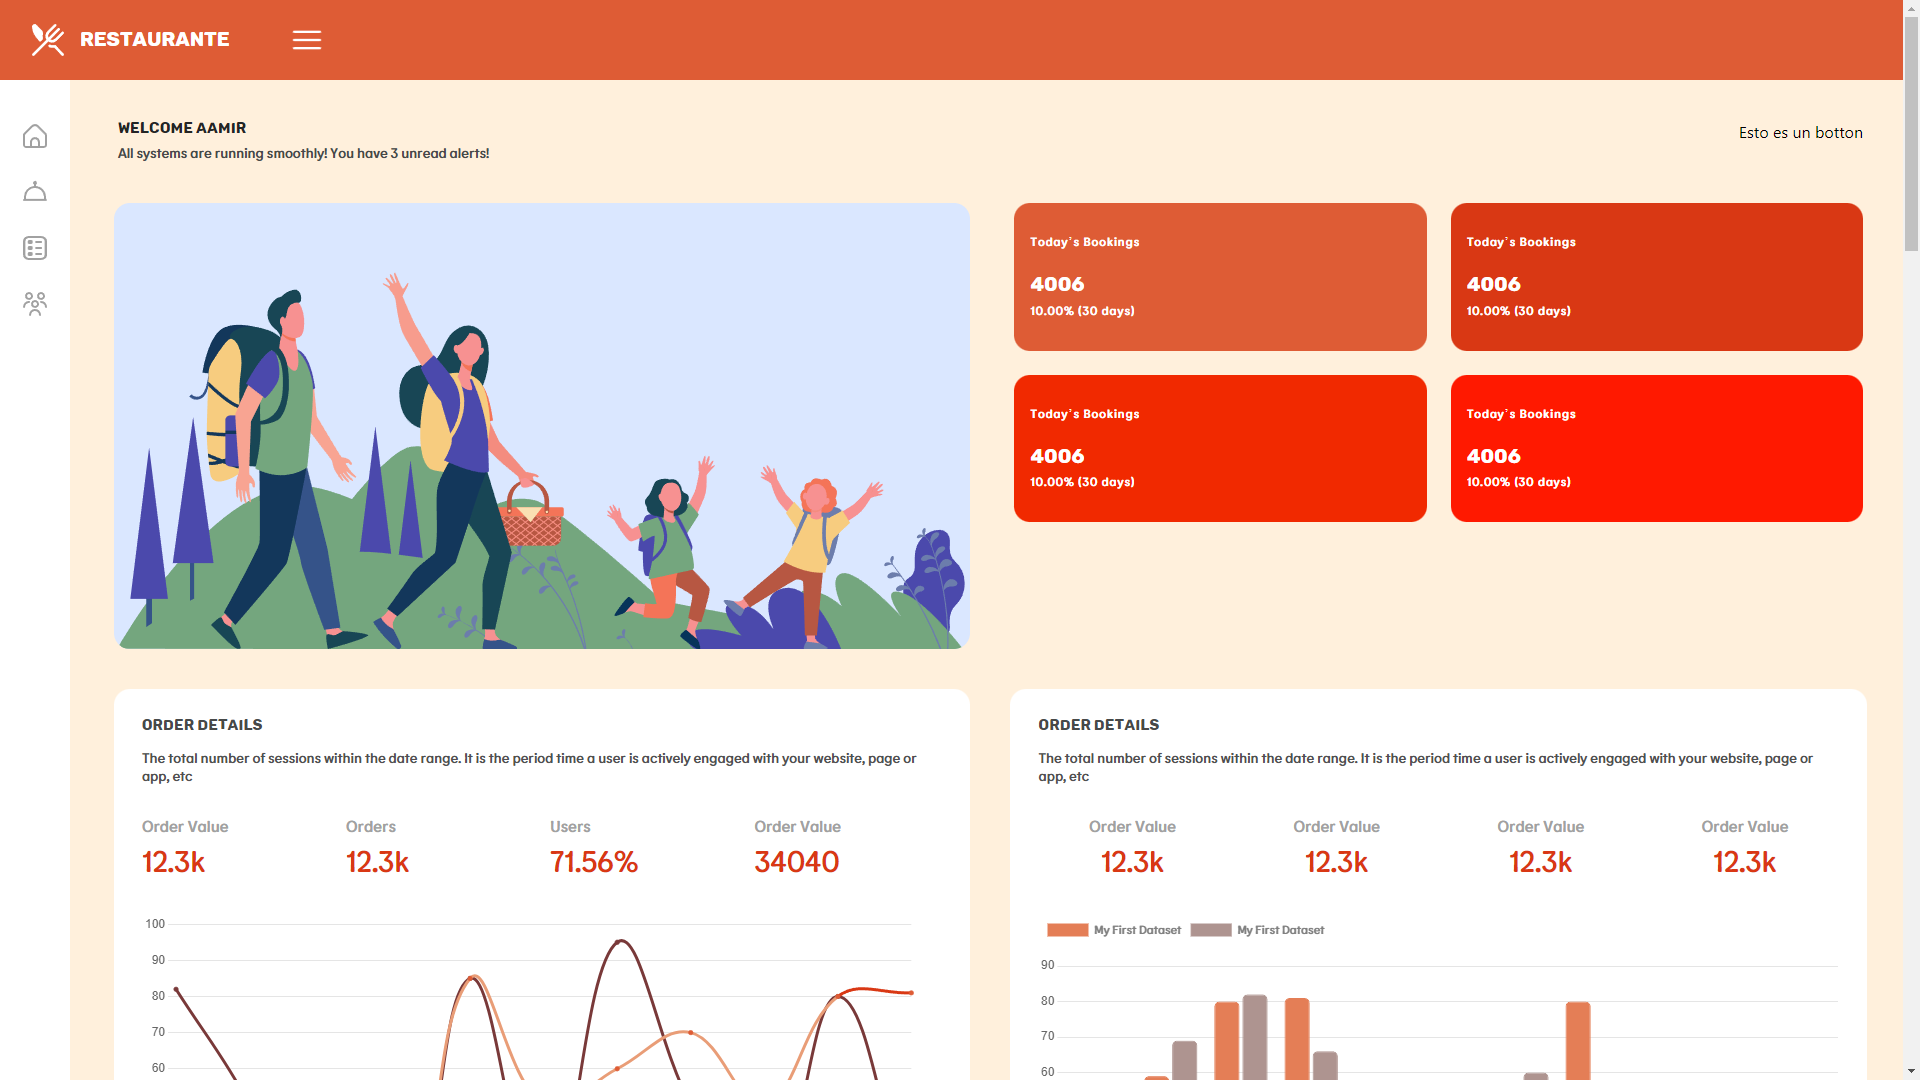 RESTAURANTE
WELCOME AAMIR
All systems are running smoothly! You have 3 unread alerts!
Esto es un botton
Today's Bookings
4006
10.00% (30 days)
Today's Bookings
4006
10.00% (30 days)
Today's Bookings
4006
10.00% (30 days)
Today's Bookings
4006
10.00% (30 days)
ORDER DETAILS
The total number of sessions within the date range. It is the period time a user is actively engaged with your website, page or
app, etc
Order Value
12.3k
Orders
12.3k
Users
71.56%
Order Value
34040
100
90
80
70
60
ORDER DETAILS
The total number of sessions within the date range. It is the period time a user is actively engaged with your website, page or
app, etc
Order Value
12.3k
Order Value
12.3k
Order Value
12.3k
Order Value
12.3k
My First Dataset
My First Dataset
90
80
70
60